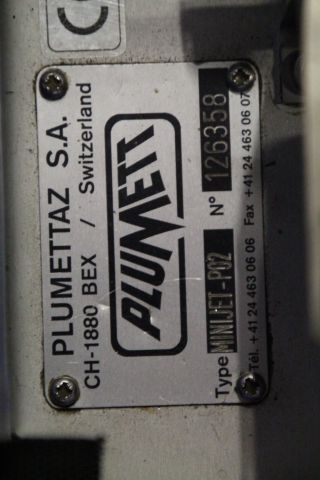 PLUMETTAZ S.A.
CH-1880 BEX / Switzerland
PLUMETT
Type MINIJET-P02 N° 126358
Tél. +41 24 463 06 06 Fax +41 24 463 06 07
CE